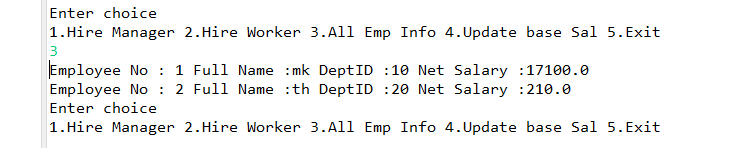 Enter choice
1.Hire Manager 2.Hire Worker 3.All Emp Info 4.Update base Sal 5.Exit
3
Employee No : 1 Full Name :mk DeptID :10 Net Salary :17100.0
Employee No : 2 Full Name :th DeptID :20 Net Salary :210.0
Enter choice
1.Hire Manager 2.Hire Worker 3.All Emp Info 4.Update base Sal 5.Exit